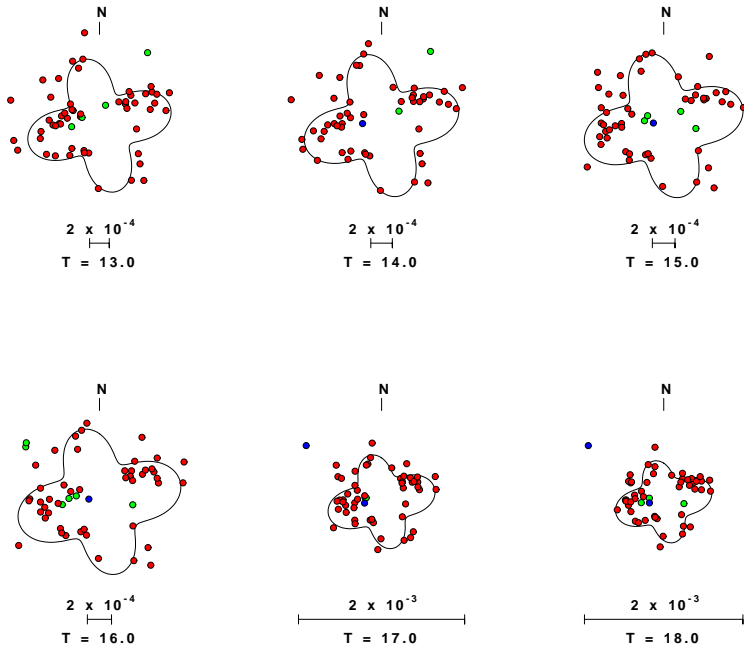 N N N
2 x 10⁻⁴ 2 x 10⁻⁴ 2 x 10⁻⁴
T = 13.0 T = 14.0 T = 15.0
N N N
2 x 10⁻⁴ 2 x 10⁻³ 2 x 10⁻³
T = 16.0 T = 17.0 T = 18.0